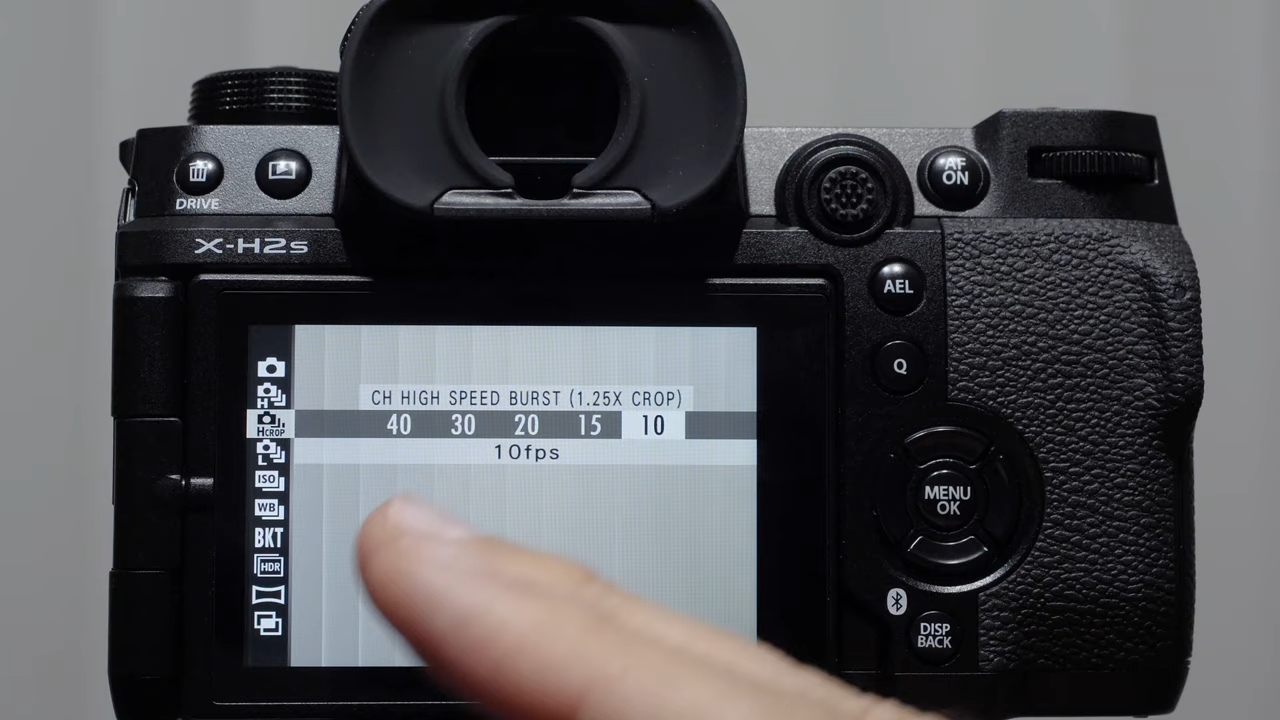 DRIVE
AF
ON
X-H2S
AEL
Q
CH HIGH SPEED BURST (1.25X CROP)
40 30 20 15 10
10fps
H
HCROP
L
ISO
WB
BKT
HDR
MENU
OK
DISP
BACK